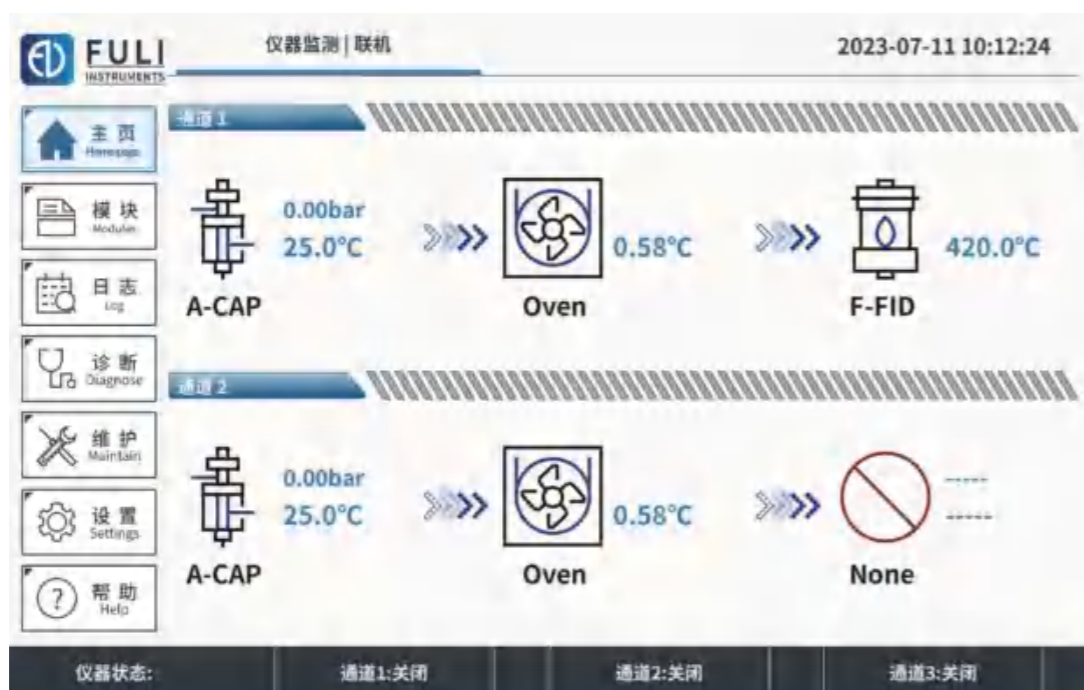 FULI
INSTRUMENTS
仪器监测 | 联机
2023-07-11 10:12:24
主页
Homepage
模块
Modules
日志
Log
诊断
Diagnose
维护
Maintain
设置
Settings
帮助
Help
通道 1
0.00bar
25.0°C
A-CAP
0.58°C
Oven
420.0°C
F-FID
通道 2
0.00bar
25.0°C
A-CAP
0.58°C
Oven
-----
-----
None
仪器状态:
通道1:关闭
通道2:关闭
通道3:关闭